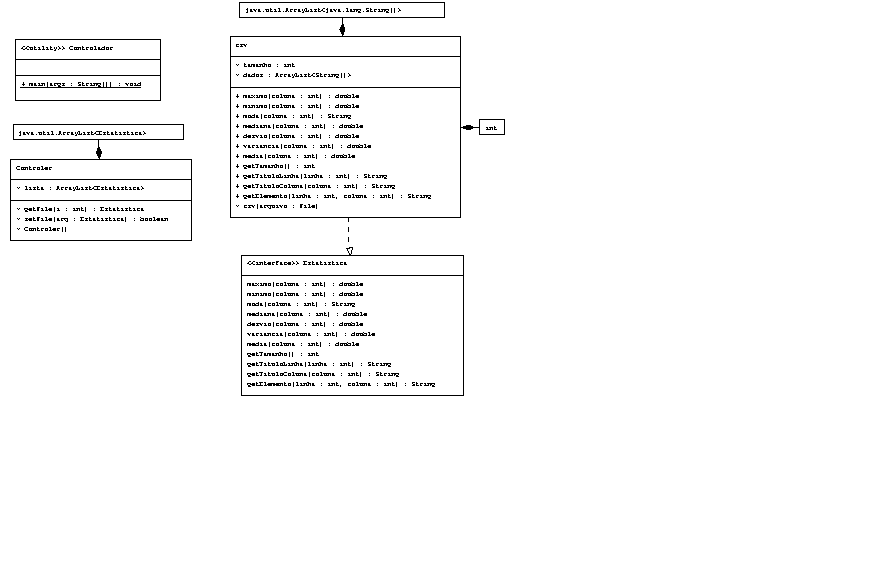 java.util.ArrayList<java.lang.String[]>
<<utility>> Controlador
+ main(args : String[]) : void
java.util.ArrayList<Estatistica>
Controler
~ lista : ArrayList<Estatistica>
~ getFile(i : int) : Estatistica
~ setFile(arg : Estatistica) : boolean
~ Controler()
csv
~ tamanho : int
~ dados : ArrayList<String[]>
+ maximo(coluna : int) : double
+ minimo(coluna : int) : double
+ moda(coluna : int) : String
+ mediana(coluna : int) : double
+ desvio(coluna : int) : double
+ variancia(coluna : int) : double
+ media(coluna : int) : double
+ getTamanho() : int
+ getTituloLinha(linha : int) : String
+ getTituloColuna(coluna : int) : String
+ getElemento(linha : int, coluna : int) : String
~ csv(arquivo : File)
int
<<interface>> Estatistica
maximo(coluna : int) : double
minimo(coluna : int) : double
moda(coluna : int) : String
mediana(coluna : int) : double
desvio(coluna : int) : double
variancia(coluna : int) : double
media(coluna : int) : double
getTamanho() : int
getTituloLinha(linha : int) : String
getTituloColuna(coluna : int) : String
getElemento(linha : int, coluna : int) : String